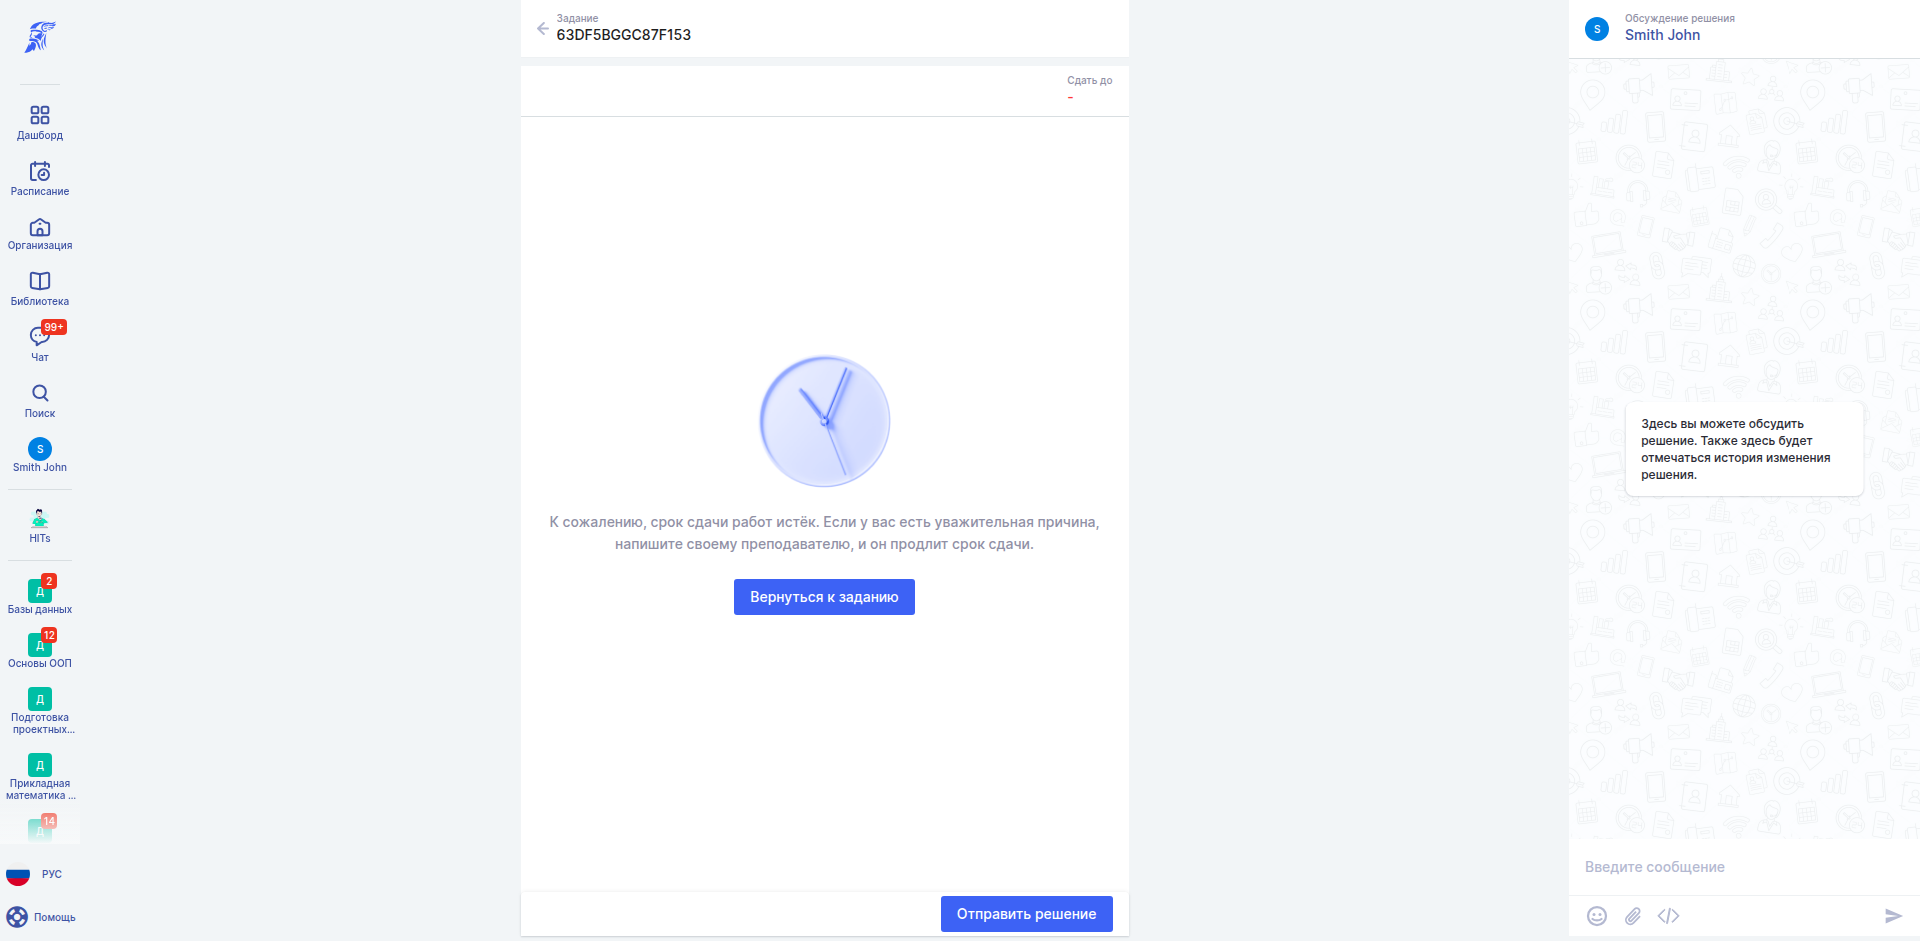 Дашборд
Расписание
Организация
Библиотека
99+
Чат
Поиск
S
Smith John
HITs
Д
2
Базы данных
Д
12
Основы ООП
Д
Подготовка
проектных...
Д
Прикладная
математика ...
Д
14
РУС
Помощь
Задание
63DF5BGGC87F153
Сдать до
-
К сожалению, срок сдачи работ истёк. Если у вас есть уважительная причина,
напишите своему преподавателю, и он продлит срок сдачи.
Вернуться к заданию
Отправить решение
S
Обсуждение решения
Smith John
Здесь вы можете обсудить
решение. Также здесь будет
отмечаться история изменения
решения.
Введите сообщение